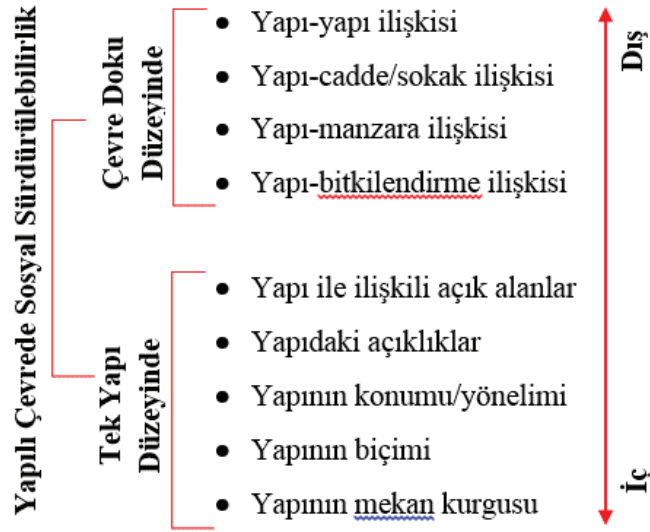 Yapılı Çevrede Sosyal Sürdürülebilirlik
Çevre Doku
Düzeyinde
• Yapı-yapı ilişkisi
• Yapı-cadde/sokak ilişkisi
• Yapı-manzara ilişkisi
• Yapı-bitkilendirme ilişkisi
Tek Yapı
Düzeyinde
• Yapı ile ilişkili açık alanlar
• Yapıdaki açıklıklar
• Yapının konumu/yönelimi
• Yapının biçimi
• Yapının mekan kurgusu
Dış
İç